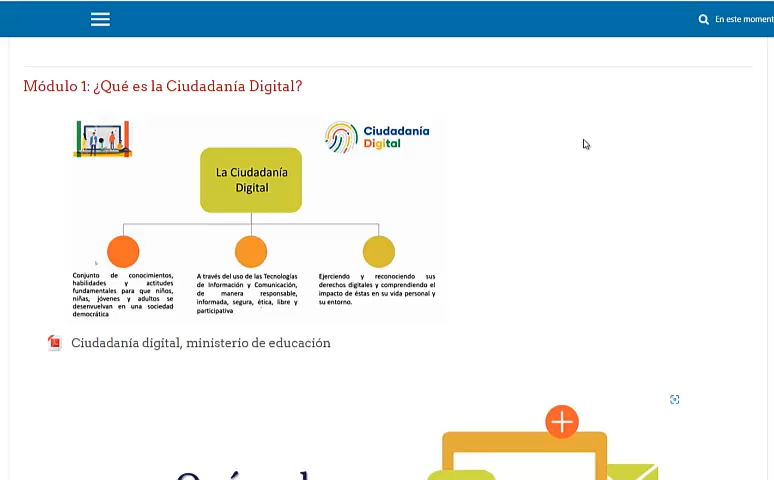 En este moment
Módulo 1: ¿Qué es la Ciudadanía Digital?
Ciudadanía
Digital
La Ciudadanía
Digital
Conjunto de conocimientos,
habilidades y actitudes
fundamentales para que niños,
niñas, jóvenes y adultos se
desenvuelvan en una sociedad
democrática
A través del uso de las Tecnologías
de Información y Comunicación,
de manera responsable,
informada, segura, ética, libre y
participativa
Ejerciendo y reconociendo sus
derechos digitales y comprendiendo el
impacto de éstas en su vida personal y
su entorno.
Ciudadanía digital, ministerio de educación